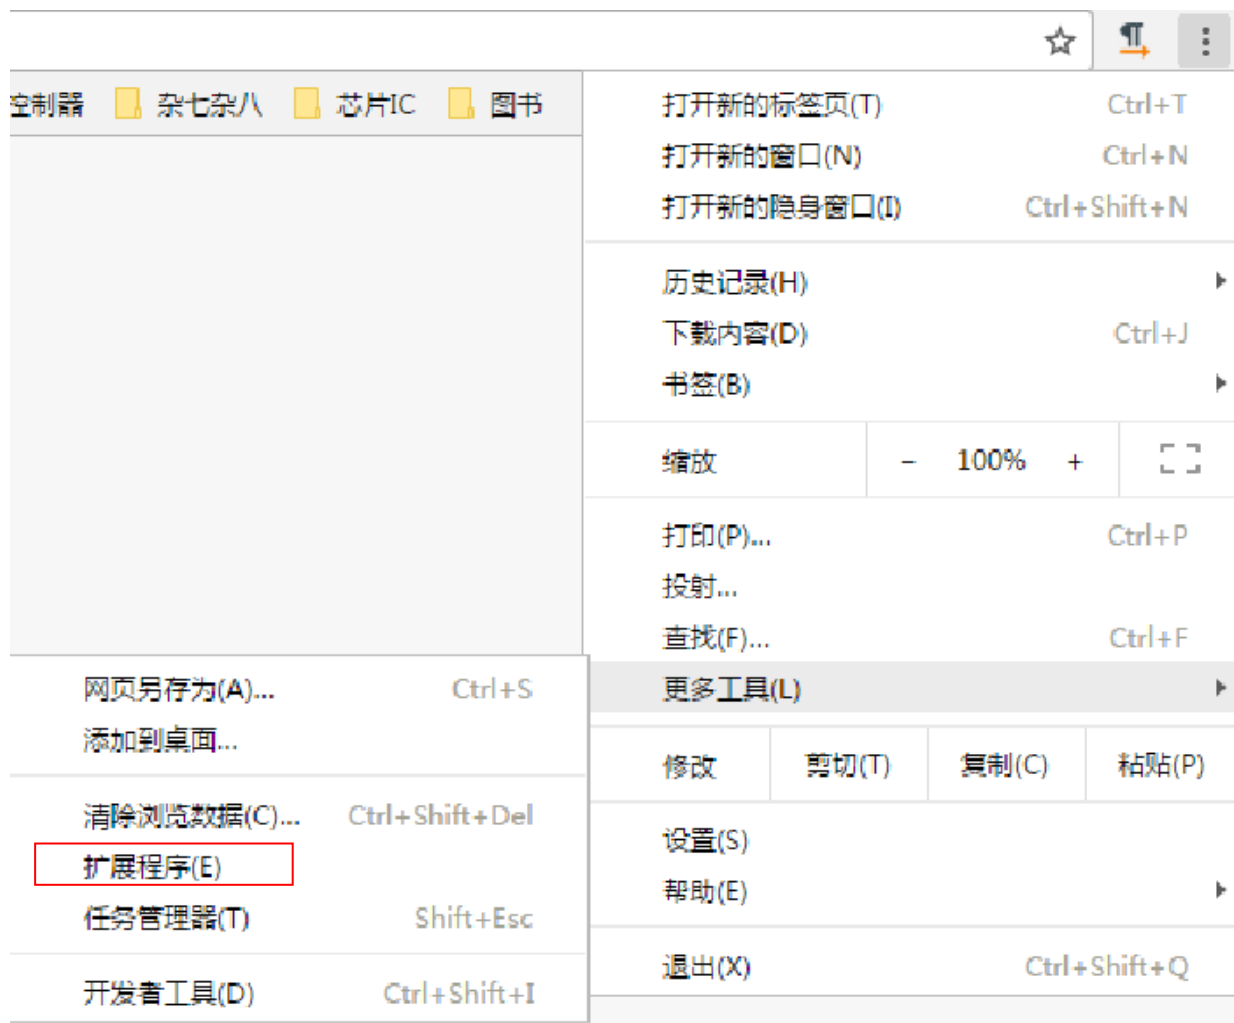 控制器 杂七杂八 芯片IC 图书
打开新的标签页(T) Ctrl+T
打开新的窗口(N) Ctrl+N
打开新的隐身窗口(I) Ctrl+Shift+N
历史记录(H)
下载内容(D) Ctrl+J
书签(B)
缩放 - 100% +
打印(P)... Ctrl+P
投射...
查找(F)... Ctrl+F
更多工具(L)
修改 剪切(T) 复制(C) 粘贴(P)
设置(S)
帮助(E)
退出(X) Ctrl+Shift+Q
网页另存为(A)... Ctrl+S
添加到桌面...
清除浏览数据(C)... Ctrl+Shift+Del
扩展程序(E)
任务管理器(T) Shift+Esc
开发者工具(D) Ctrl+Shift+I